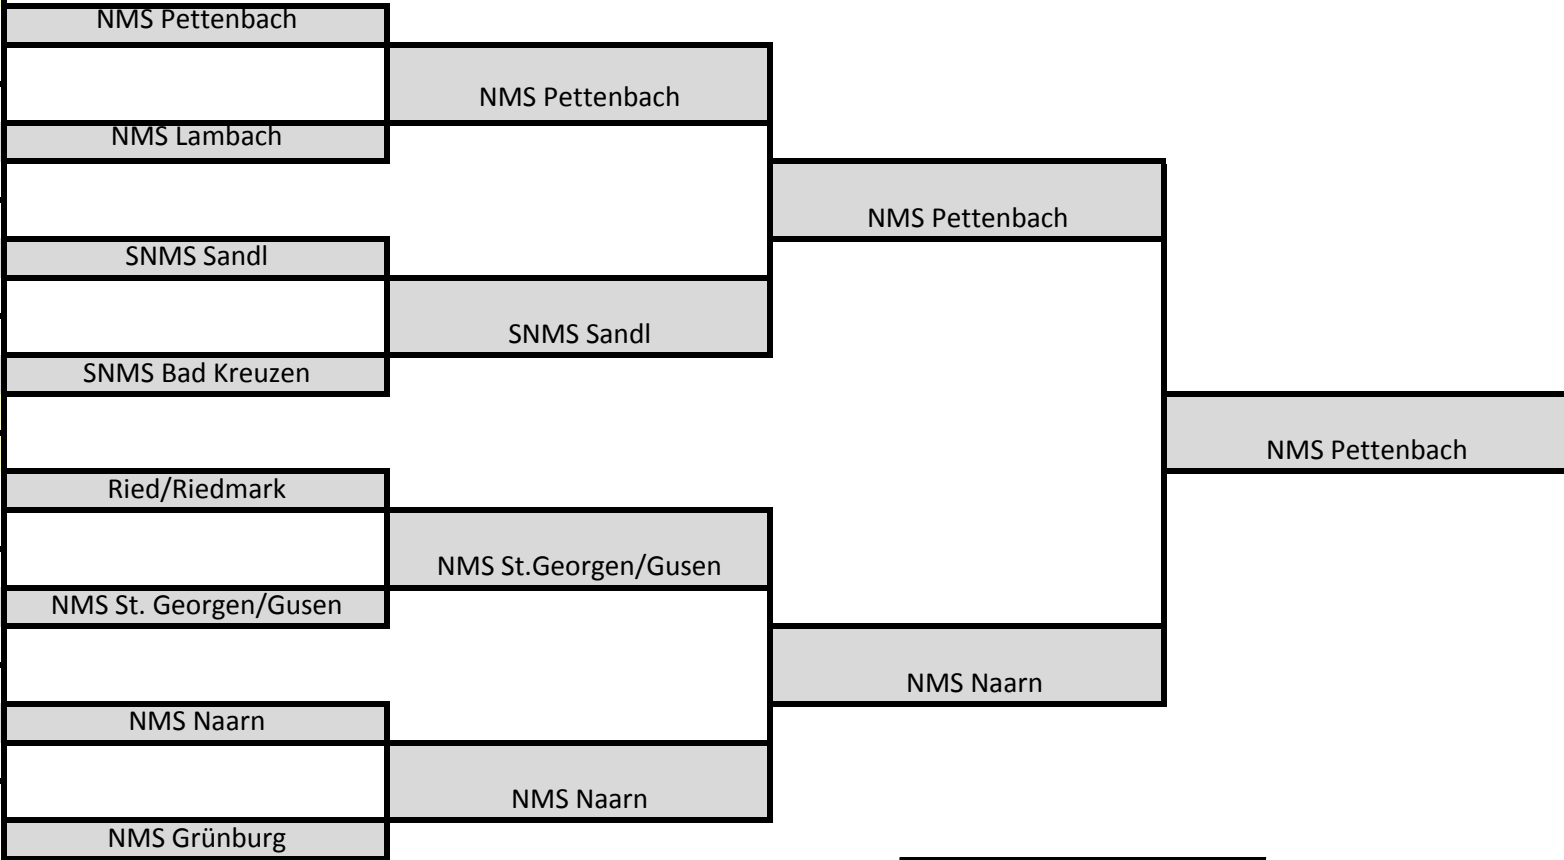 NMS Pettenbach
NMS Pettenbach
NMS Lambach
NMS Pettenbach
SNMS Sandl
SNMS Sandl
SNMS Bad Kreuzen
NMS Pettenbach
Ried/Riedmark
NMS St.Georgen/Gusen
NMS St. Georgen/Gusen
NMS Naarn
NMS Naarn
NMS Naarn
NMS Grünburg